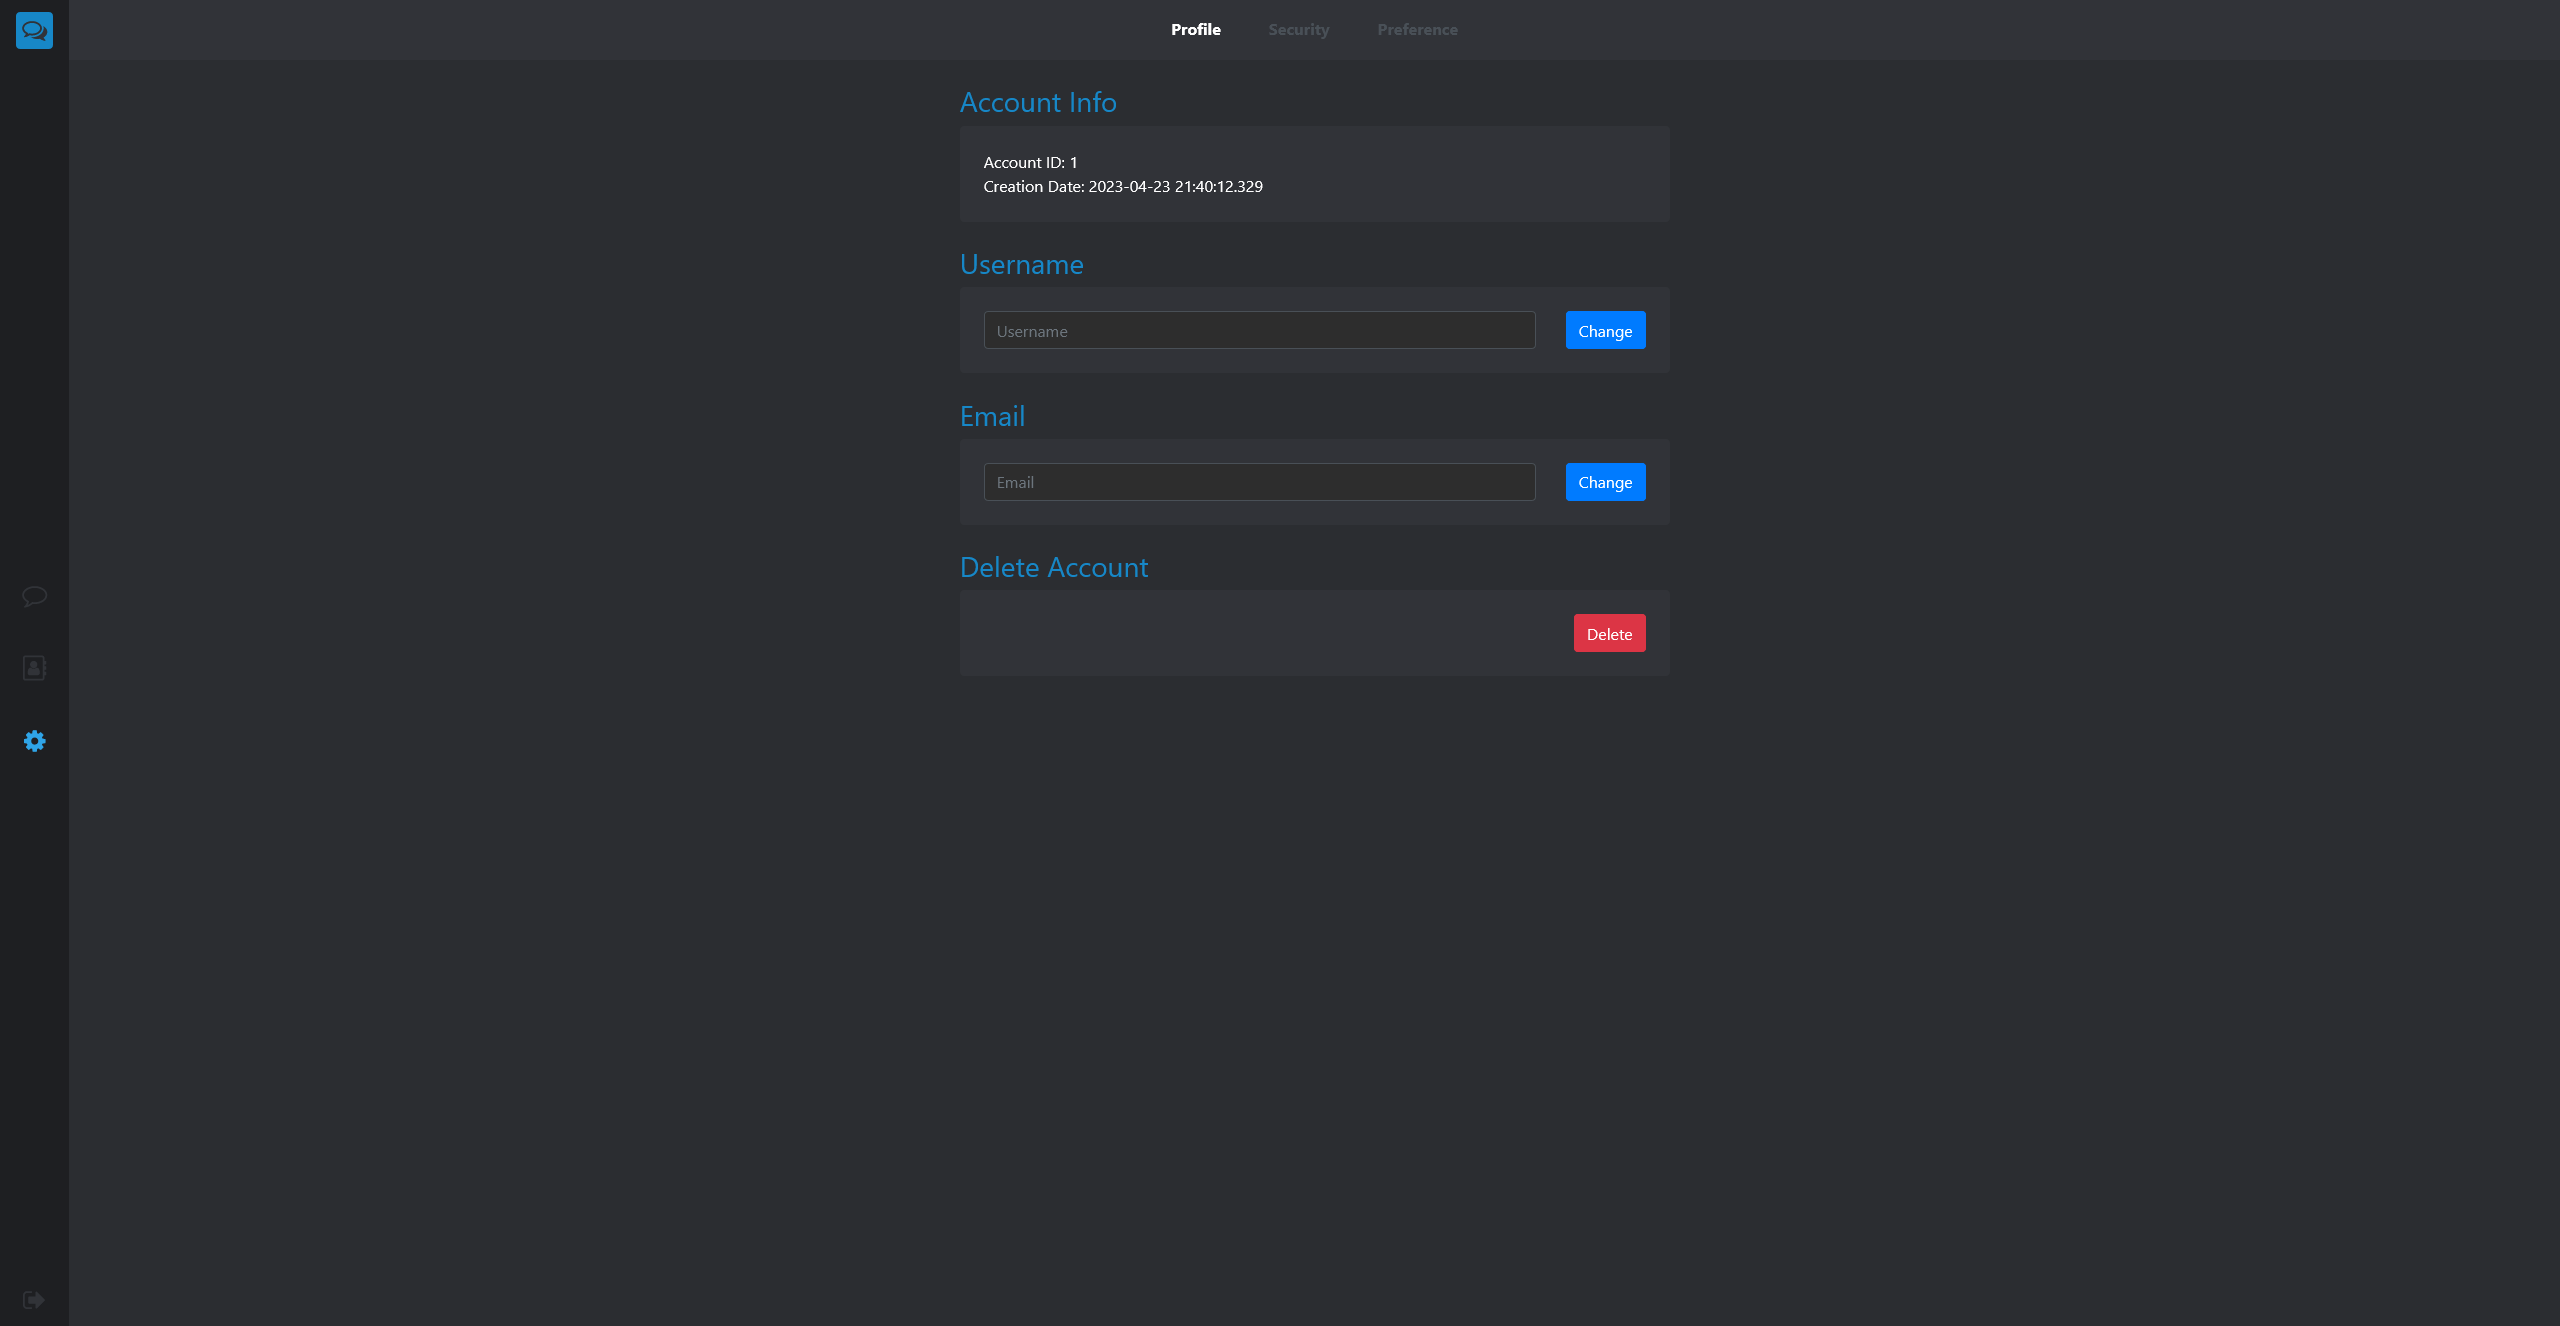 Profile Security Preference
Account Info
Account ID: 1
Creation Date: 2023-04-23 21:40:12.329
Username
Username Change
Email
Email Change
Delete Account
Delete